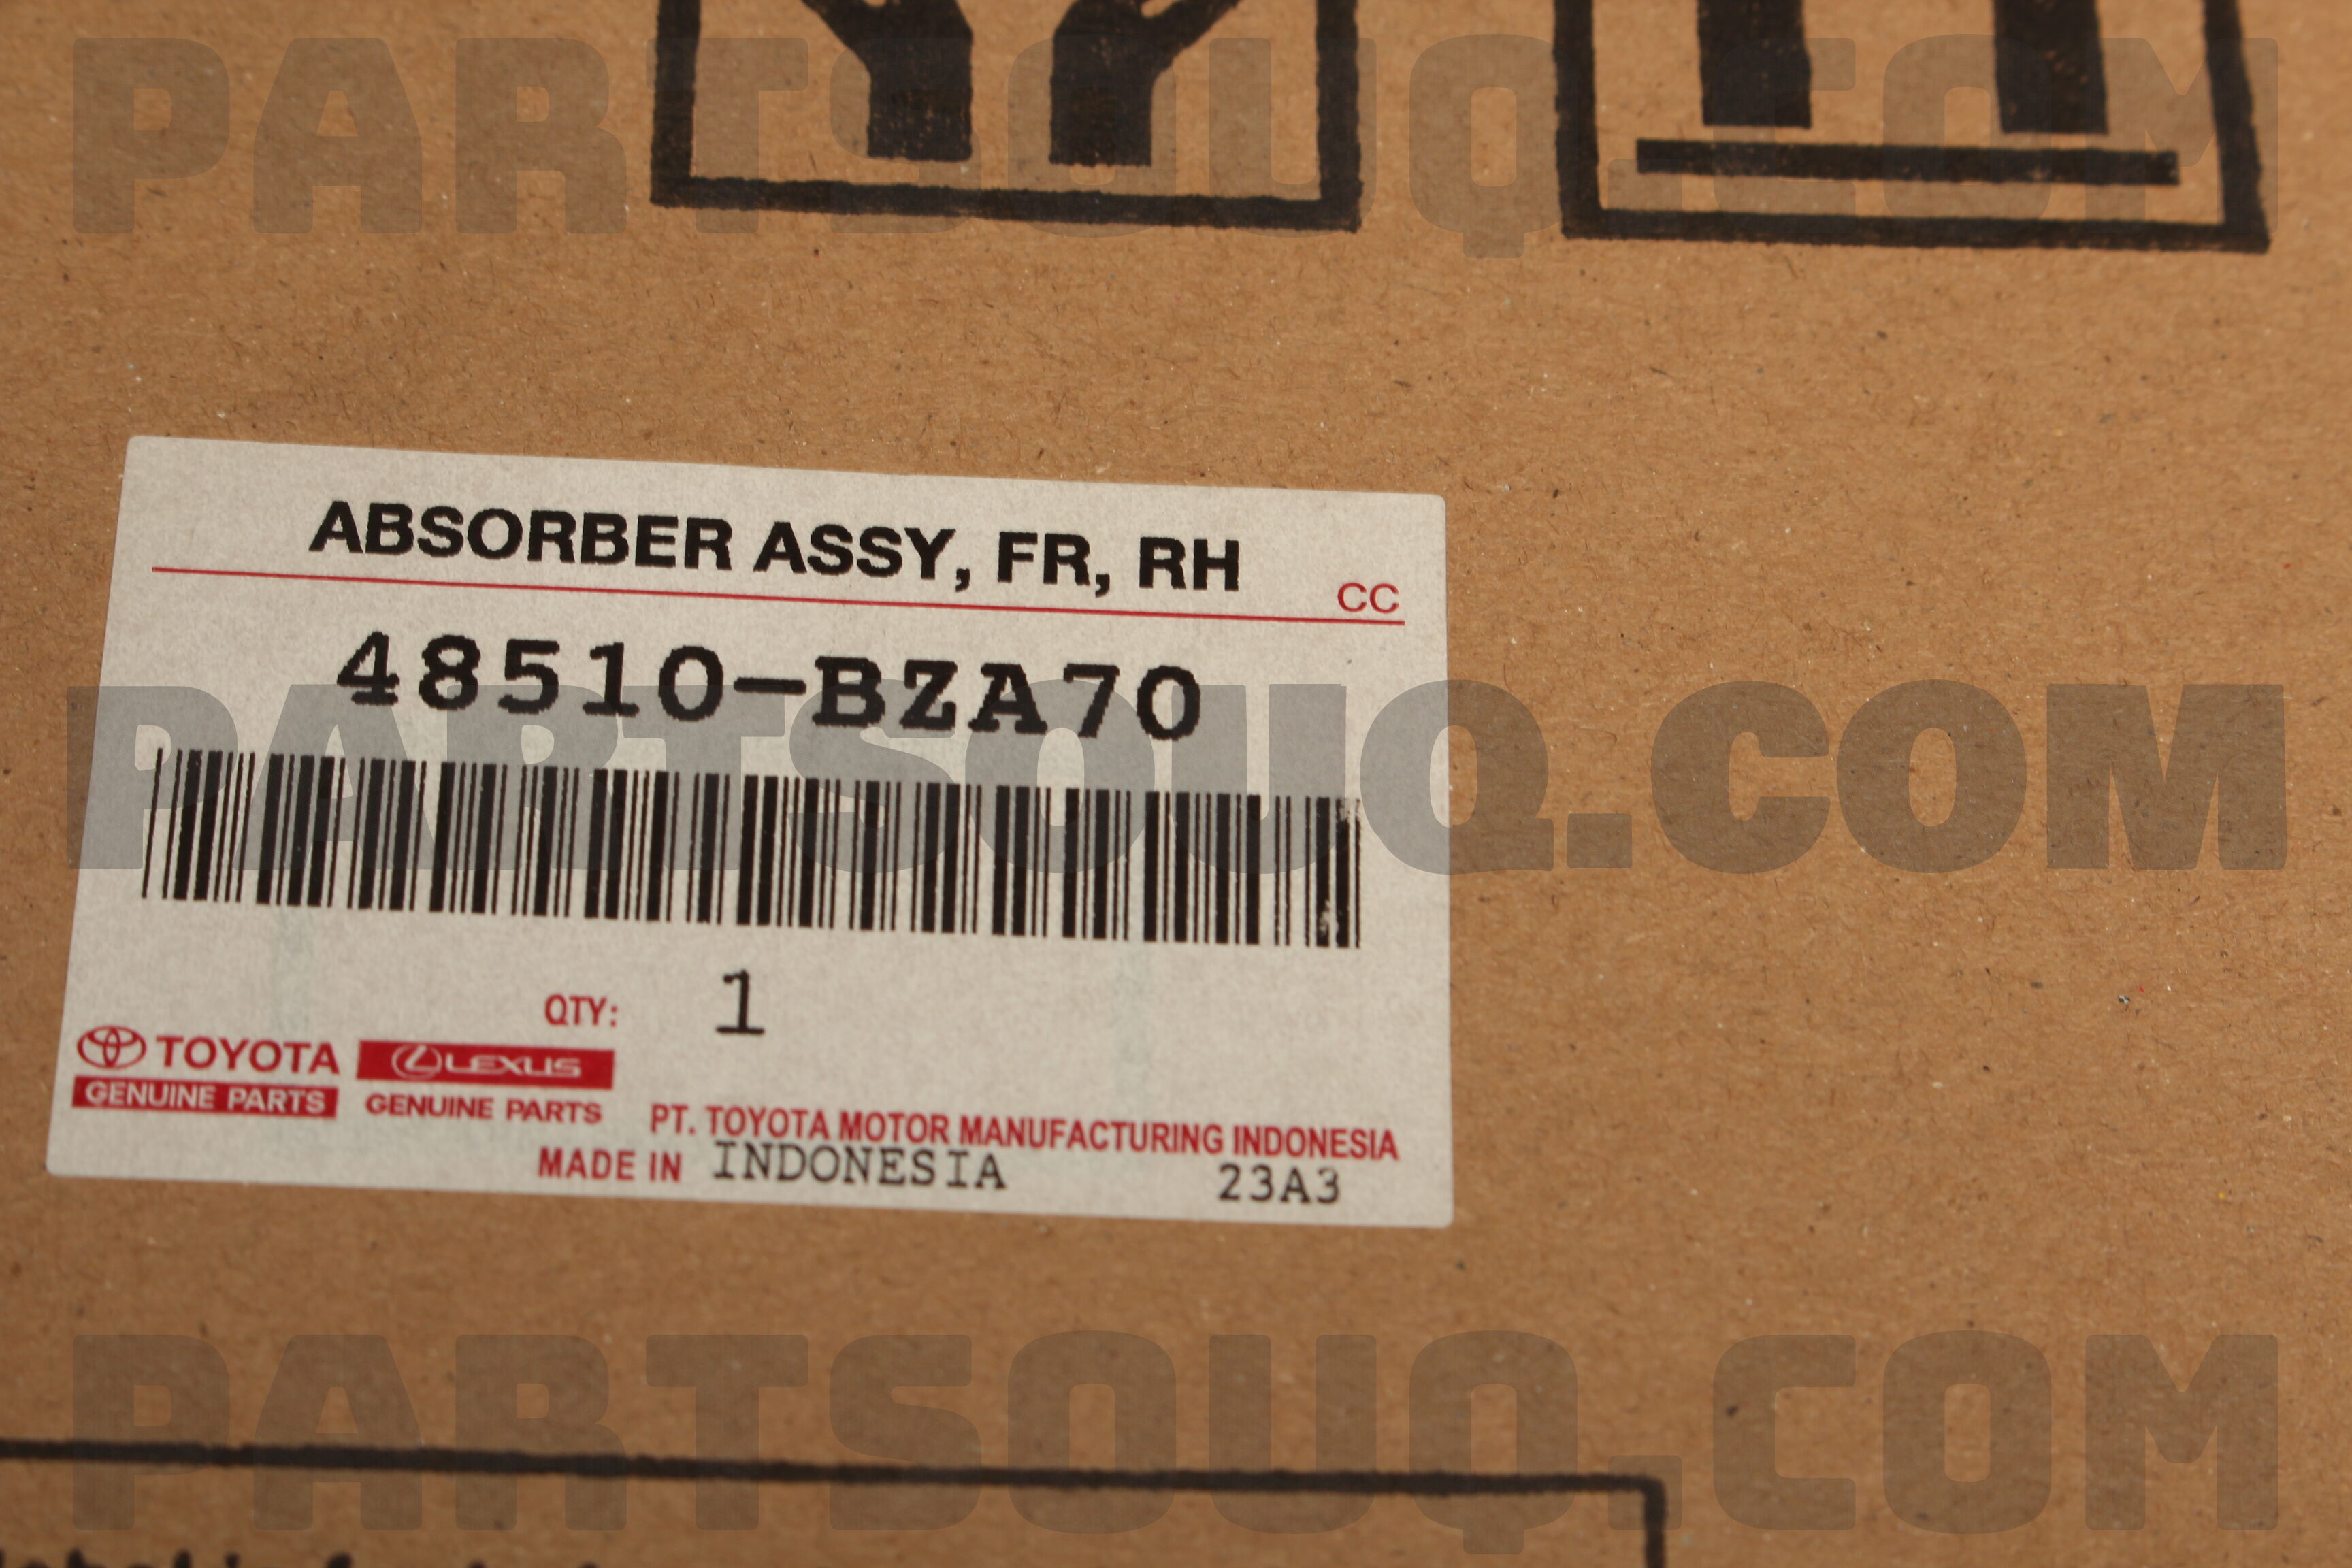 PARTSOUQ.COM
ABSORBER ASSY, FR, RH
CC
48510-BZA70
PARTSOUQ.COM
QTY: 1
TOYOTA LEXUS
GENUINE PARTS GENUINE PARTS
PT. TOYOTA MOTOR MANUFACTURING INDONESIA
MADE IN INDONESIA 23A3
PARTSOUQ.COM